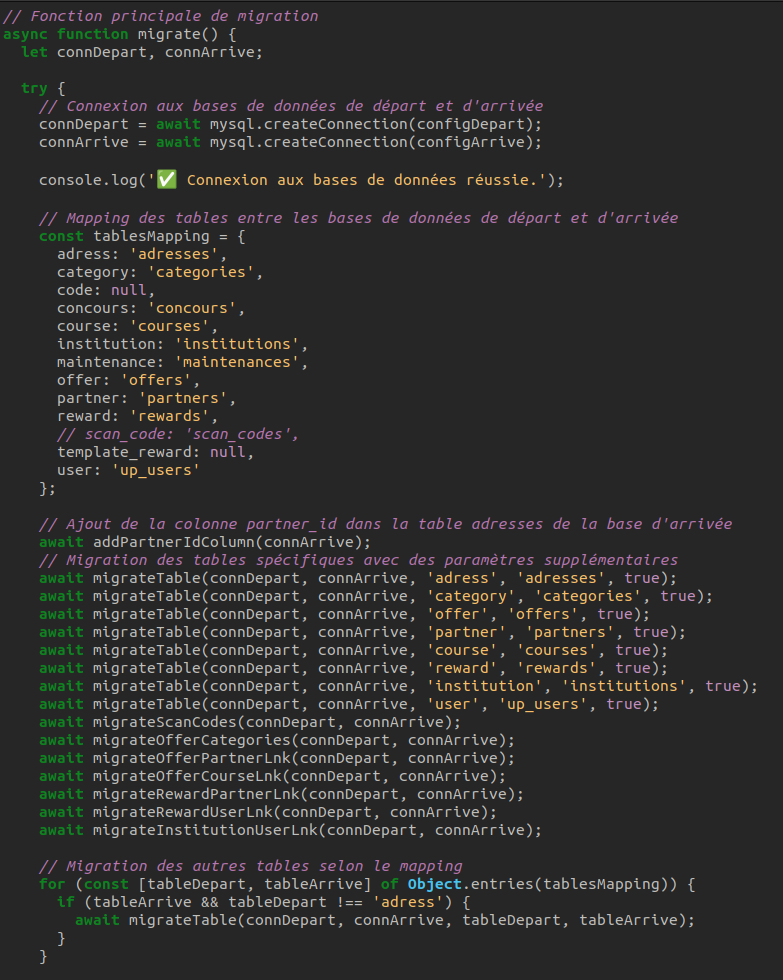 // Fonction principale de migration
async function migrate() {
  let connDepart, connArrive;

  try {
    // Connexion aux bases de données de départ et d'arrivée
    connDepart = await mysql.createConnection(configDepart);
    connArrive = await mysql.createConnection(configArrive);

    console.log('✅ Connexion aux bases de données réussie.');

    // Mapping des tables entre les bases de données de départ et d'arrivée
    const tablesMapping = {
      adress: 'adresses',
      category: 'categories',
      code: null,
      concours: 'concours',
      course: 'courses',
      institution: 'institutions',
      maintenance: 'maintenances',
      offer: 'offers',
      partner: 'partners',
      reward: 'rewards',
      // scan_code: 'scan_codes',
      template_reward: null,
      user: 'up_users'
    };

    // Ajout de la colonne partner_id dans la table adresses de la base d'arrivée
    await addPartnerIdColumn(connArrive);
    // Migration des tables spécifiques avec des paramètres supplémentaires
    await migrateTable(connDepart, connArrive, 'adress', 'adresses', true);
    await migrateTable(connDepart, connArrive, 'category', 'categories', true);
    await migrateTable(connDepart, connArrive, 'offer', 'offers', true);
    await migrateTable(connDepart, connArrive, 'partner', 'partners', true);
    await migrateTable(connDepart, connArrive, 'course', 'courses', true);
    await migrateTable(connDepart, connArrive, 'reward', 'rewards', true);
    await migrateTable(connDepart, connArrive, 'institution', 'institutions', true);
    await migrateTable(connDepart, connArrive, 'user', 'up_users', true);
    await migrateScanCodes(connDepart, connArrive);
    await migrateOfferCategories(connDepart, connArrive);
    await migrateOfferPartnerLnk(connDepart, connArrive);
    await migrateOfferCourseLnk(connDepart, connArrive);
    await migrateRewardPartnerLnk(connDepart, connArrive);
    await migrateRewardUserLnk(connDepart, connArrive);
    await migrateInstitutionUserLnk(connDepart, connArrive);

    // Migration des autres tables selon le mapping
    for (const [tableDepart, tableArrive] of Object.entries(tablesMapping)) {
      if (tableArrive && tableDepart !== 'adress') {
        await migrateTable(connDepart, connArrive, tableDepart, tableArrive);
      }
    }